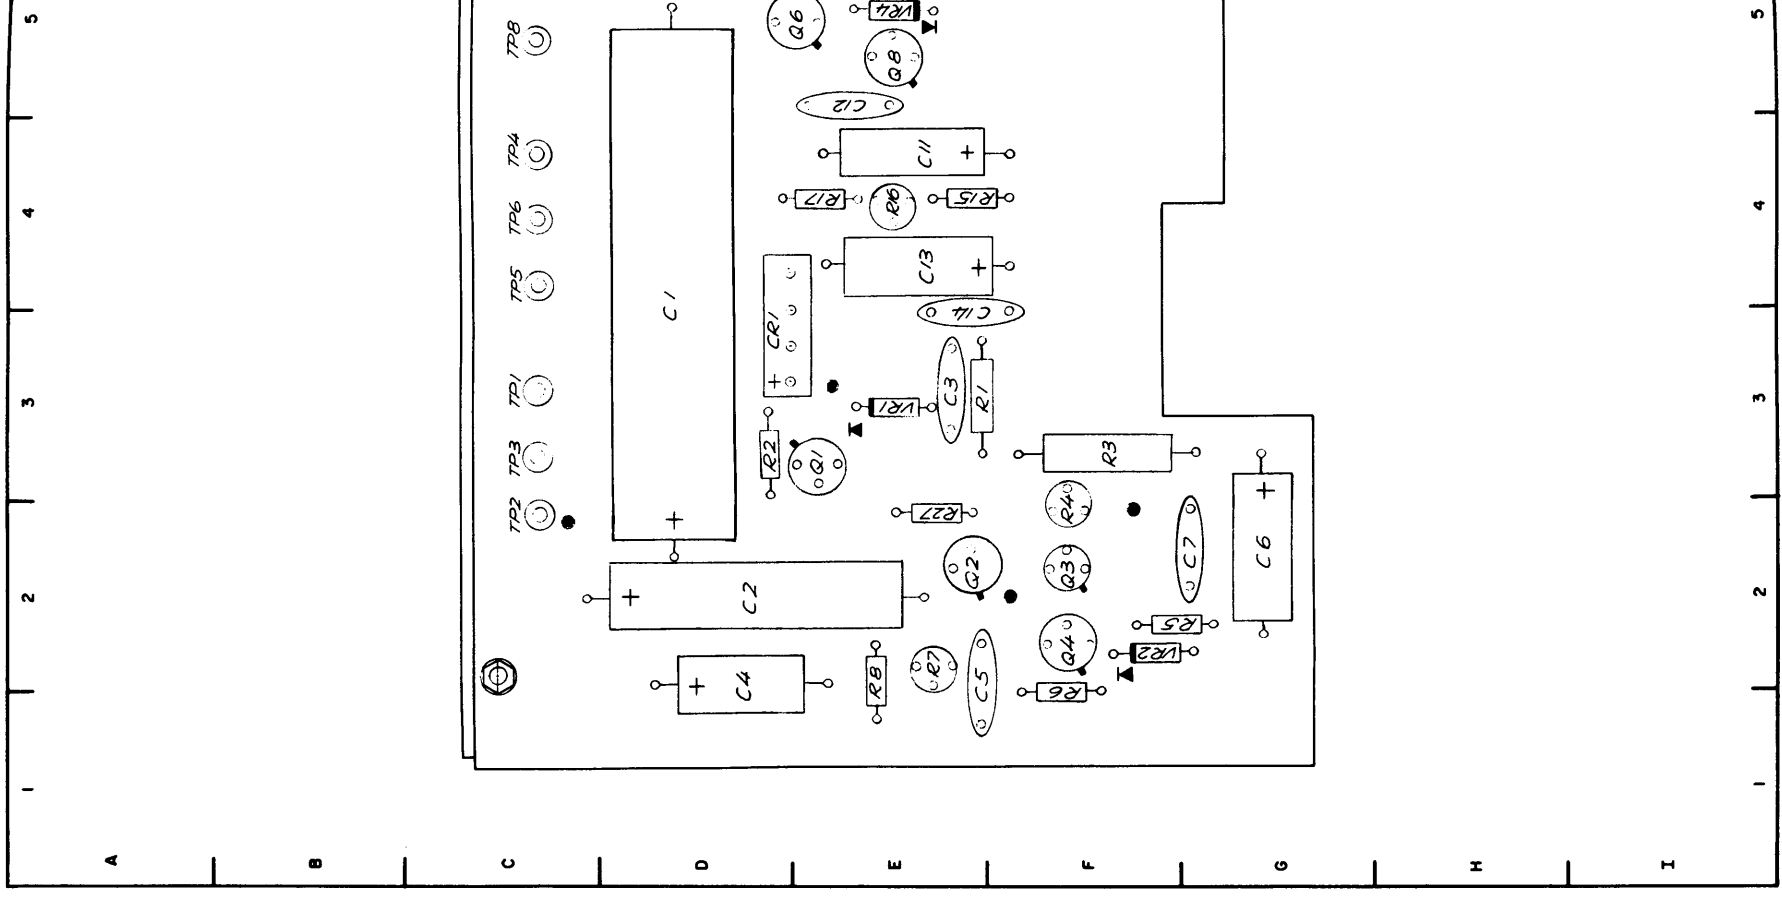 5
TP8
Q6
VR4
5
Q8
C12
TP4
C11
TP6
R17
R16
R15
4
4
C13
TP5
C1
C14
CR1
TP1
C3
R1
VR1
3
3
R2
Q1
R3
TP3
TP2
R27
R4
C7
C6
Q2
Q3
+
C2
2
2
R5
Q4
VR2
C4
R8
R7
C5
R6
+
+
+
+
+
+
1
1
A
B
C
D
E
F
G
H
I